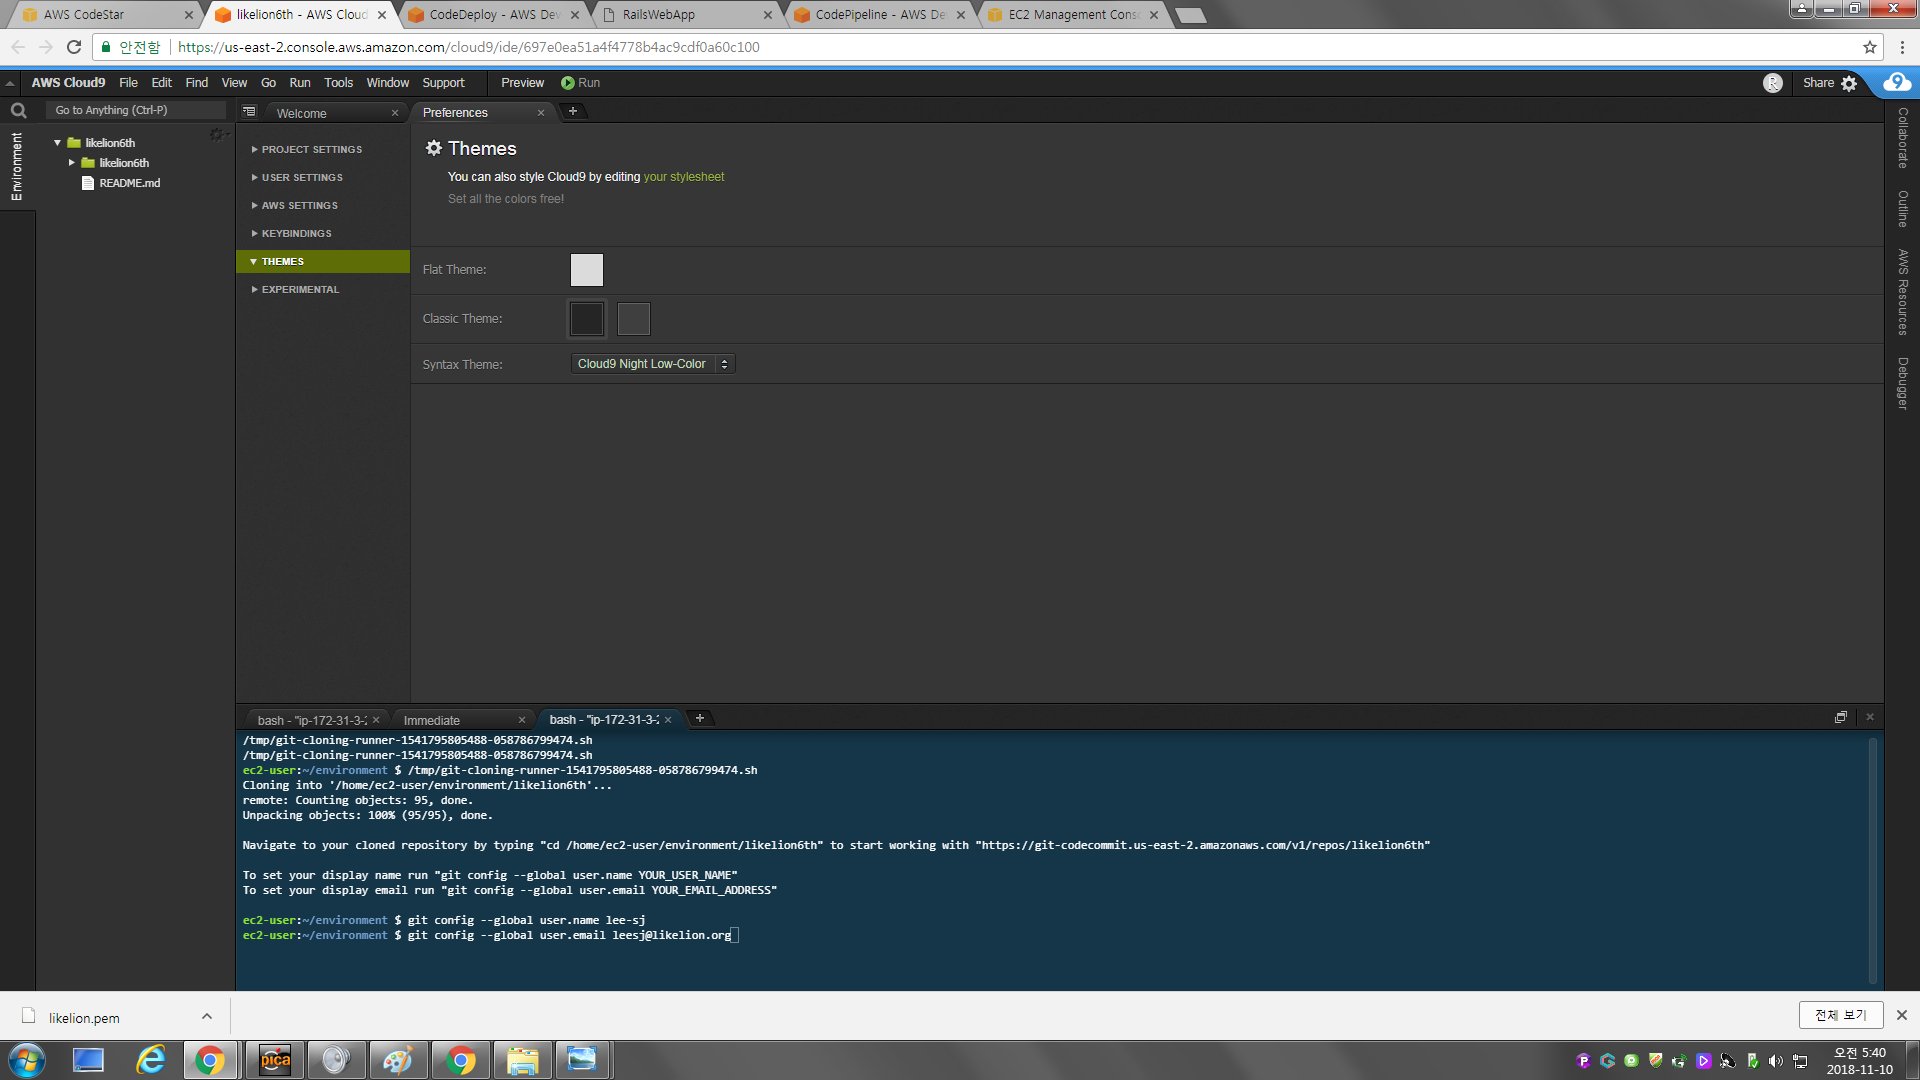 AWS CodeStar
likelion6th - AWS Cloud
CodeDeploy - AWS Dev
RailsWebApp
CodePipeline - AWS De
EC2 Management Conso
안전함
https://us-east-2.console.aws.amazon.com/cloud9/ide/697e0ea51a4f4778b4ac9cdf0a60c100
AWS Cloud9 File Edit Find View Go Run Tools Window Support Preview Run
R Share 9
Go to Anything (Ctrl-P)
Welcome
Preferences
Environment
likelion6th
likelion6th
README.md
PROJECT SETTINGS
USER SETTINGS
AWS SETTINGS
KEYBINDINGS
THEMES
EXPERIMENTAL
Themes
You can also style Cloud9 by editing your stylesheet
Set all the colors free!
Flat Theme:
Classic Theme:
Syntax Theme: Cloud9 Night Low-Color
Collaborate
Outline
AWS Resources
Debugger
bash - "ip-172-31-3-2
Immediate
bash - "ip-172-31-3-2
/tmp/git-cloning-runner-1541795805488-058786799474.sh
/tmp/git-cloning-runner-1541795805488-058786799474.sh
ec2-user:~/environment $ /tmp/git-cloning-runner-1541795805488-058786799474.sh
Cloning into '/home/ec2-user/environment/likelion6th'...
remote: Counting objects: 95, done.
Unpacking objects: 100% (95/95), done.
Navigate to your cloned repository by typing "cd /home/ec2-user/environment/likelion6th" to start working with "https://git-codecommit.us-east-2.amazonaws.com/v1/repos/likelion6th"
To set your display name run "git config --global user.name YOUR_USER_NAME"
To set your display email run "git config --global user.email YOUR_EMAIL_ADDRESS"
ec2-user:~/environment $ git config --global user.name lee-sj
ec2-user:~/environment $ git config --global user.email leesj@likelion.org
likelion.pem
전체 보기
pica
오전 5:40
2018-11-10